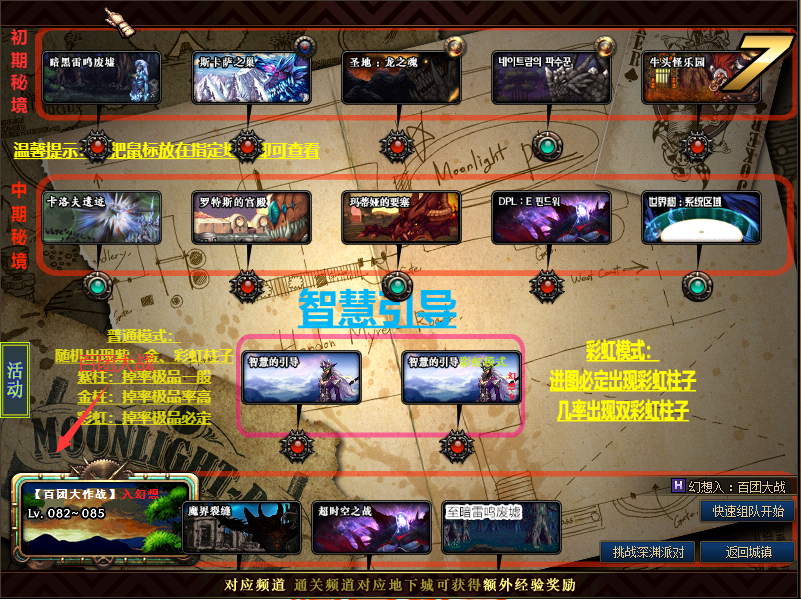 初期秘境
暗黑雷鸣废墟
斯卡萨之巢
圣地：龙之魂
네이트람의 파수꾼
牛头怪乐园
7
温馨提示：
把鼠标放在指定
即可查看
Moonlight
中期秘境
卡洛夫遗迹
罗特斯的宫殿
玛蒂娅的要塞
DPL : E 핀드워
世界樹：系统区域
智慧引导
普通模式：
随机出现紫、金、彩虹柱子
紫柱：掉率极品一般
金柱：掉率极品率高
彩虹：掉率极品必定
百团大战
智慧的引导
智慧的引导彩虹模式
彩虹模式：
进图必定出现彩虹柱子
几率出现双彩虹柱子
活动
MOONLIGHT
【百团大作战】入幻想
Lv. 082~085
魔界裂缝
超时空之战
至暗雷鸣废墟
H 幻想入：百团大战
快速组队开始
挑战深渊派对
返回城镇
对应频道 通关频道对应地下城可获得额外经验奖励